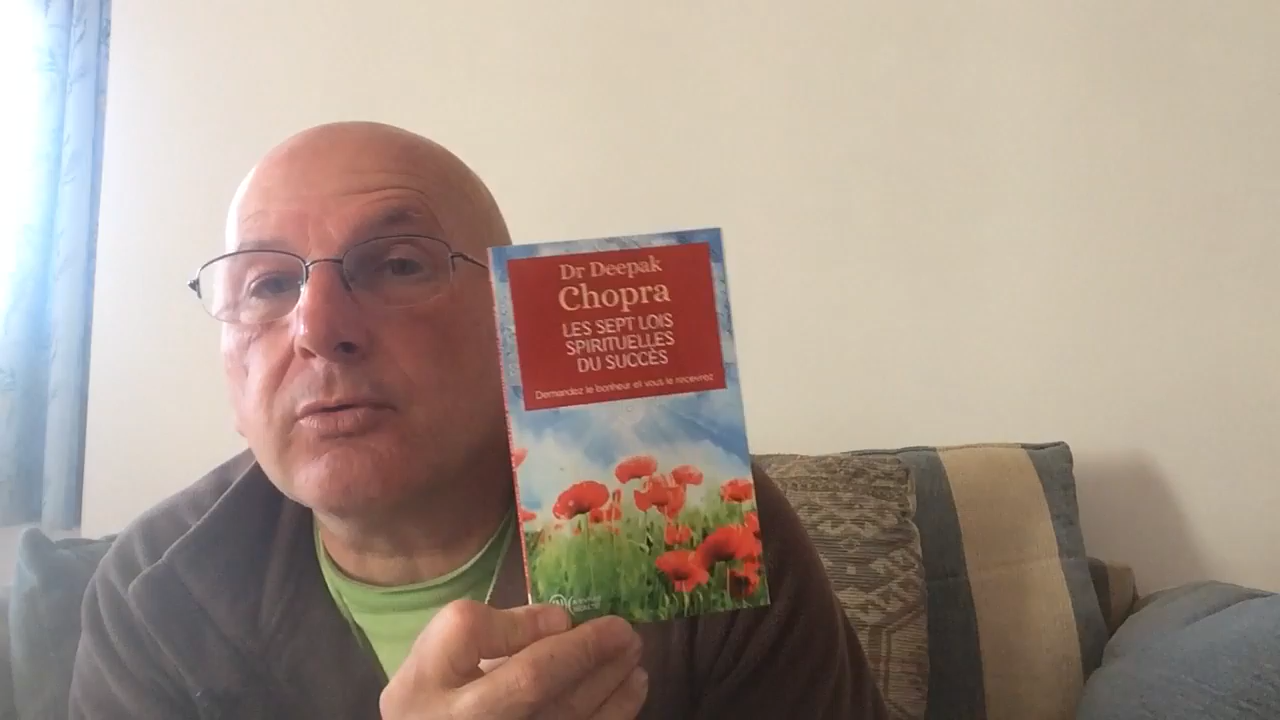 Dr Deepak
Chopra
LES SEPT LOIS
SPIRITUELLES
DU SUCCÈS
Demandez le bonheur et vous le recevrez